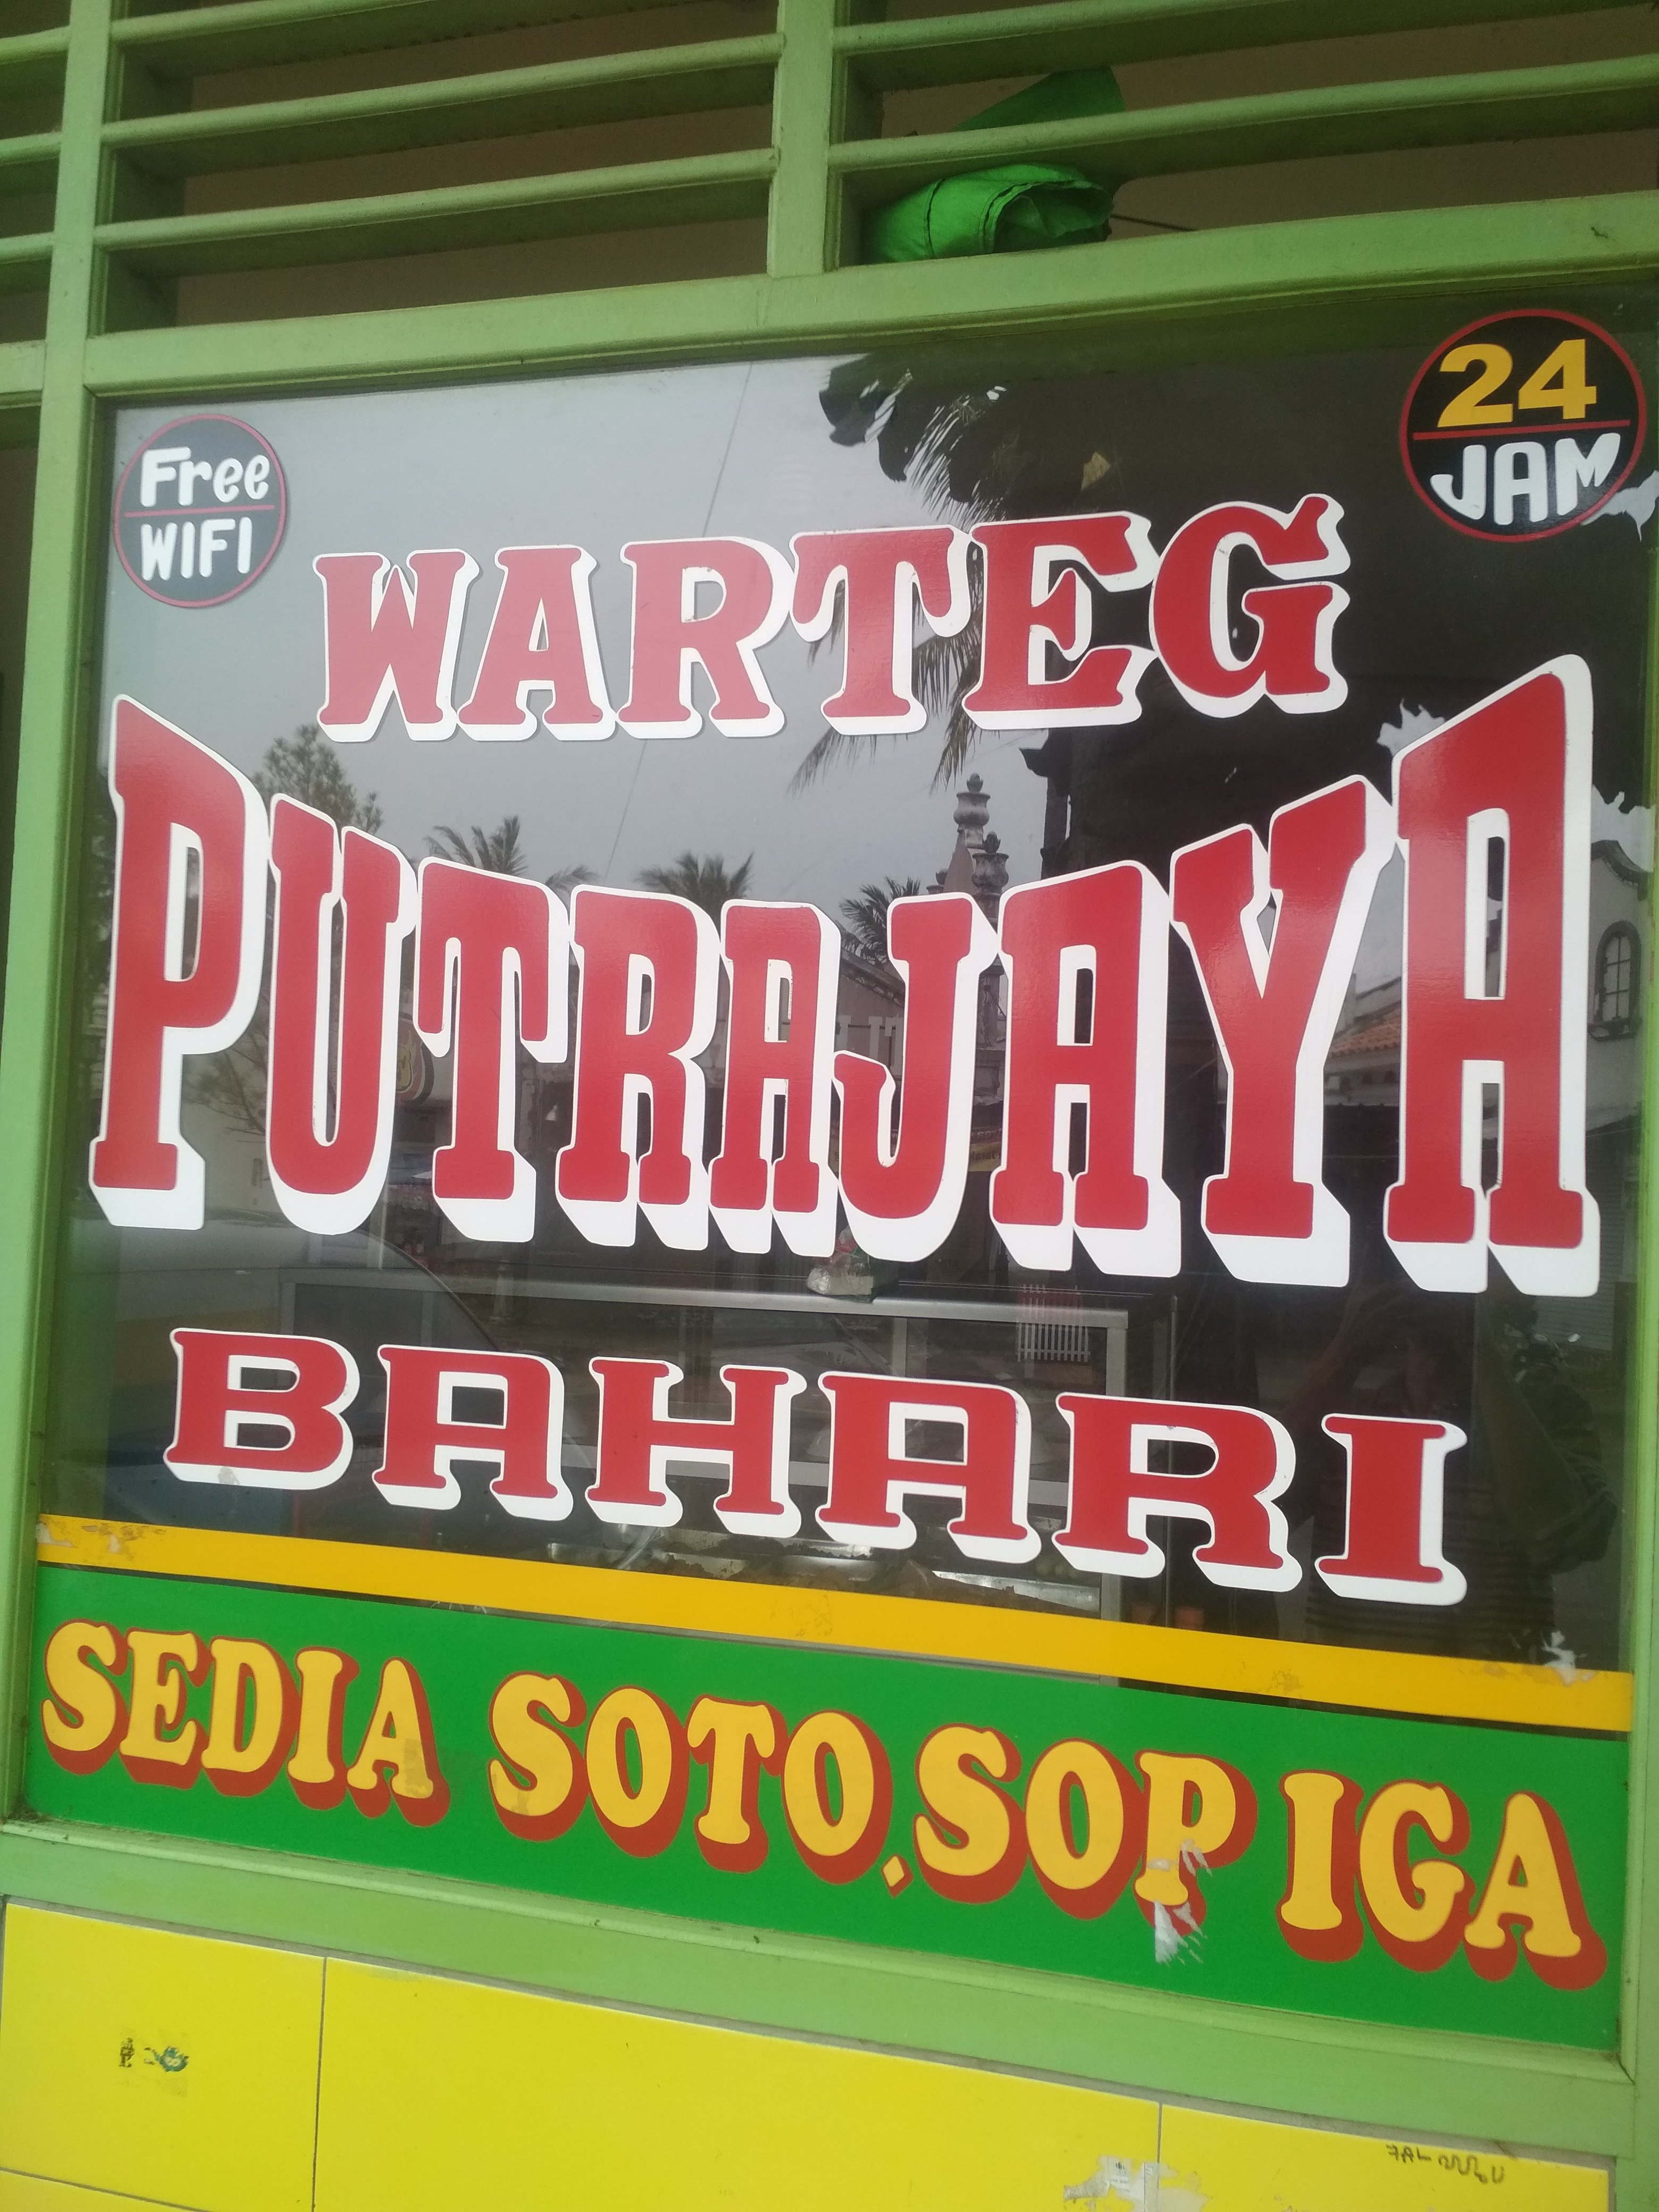 Free
WIFI
24
JAM
WARTEG
PUTRAJAYA
BAHARI
SEDIA SOTO.SOP IGA